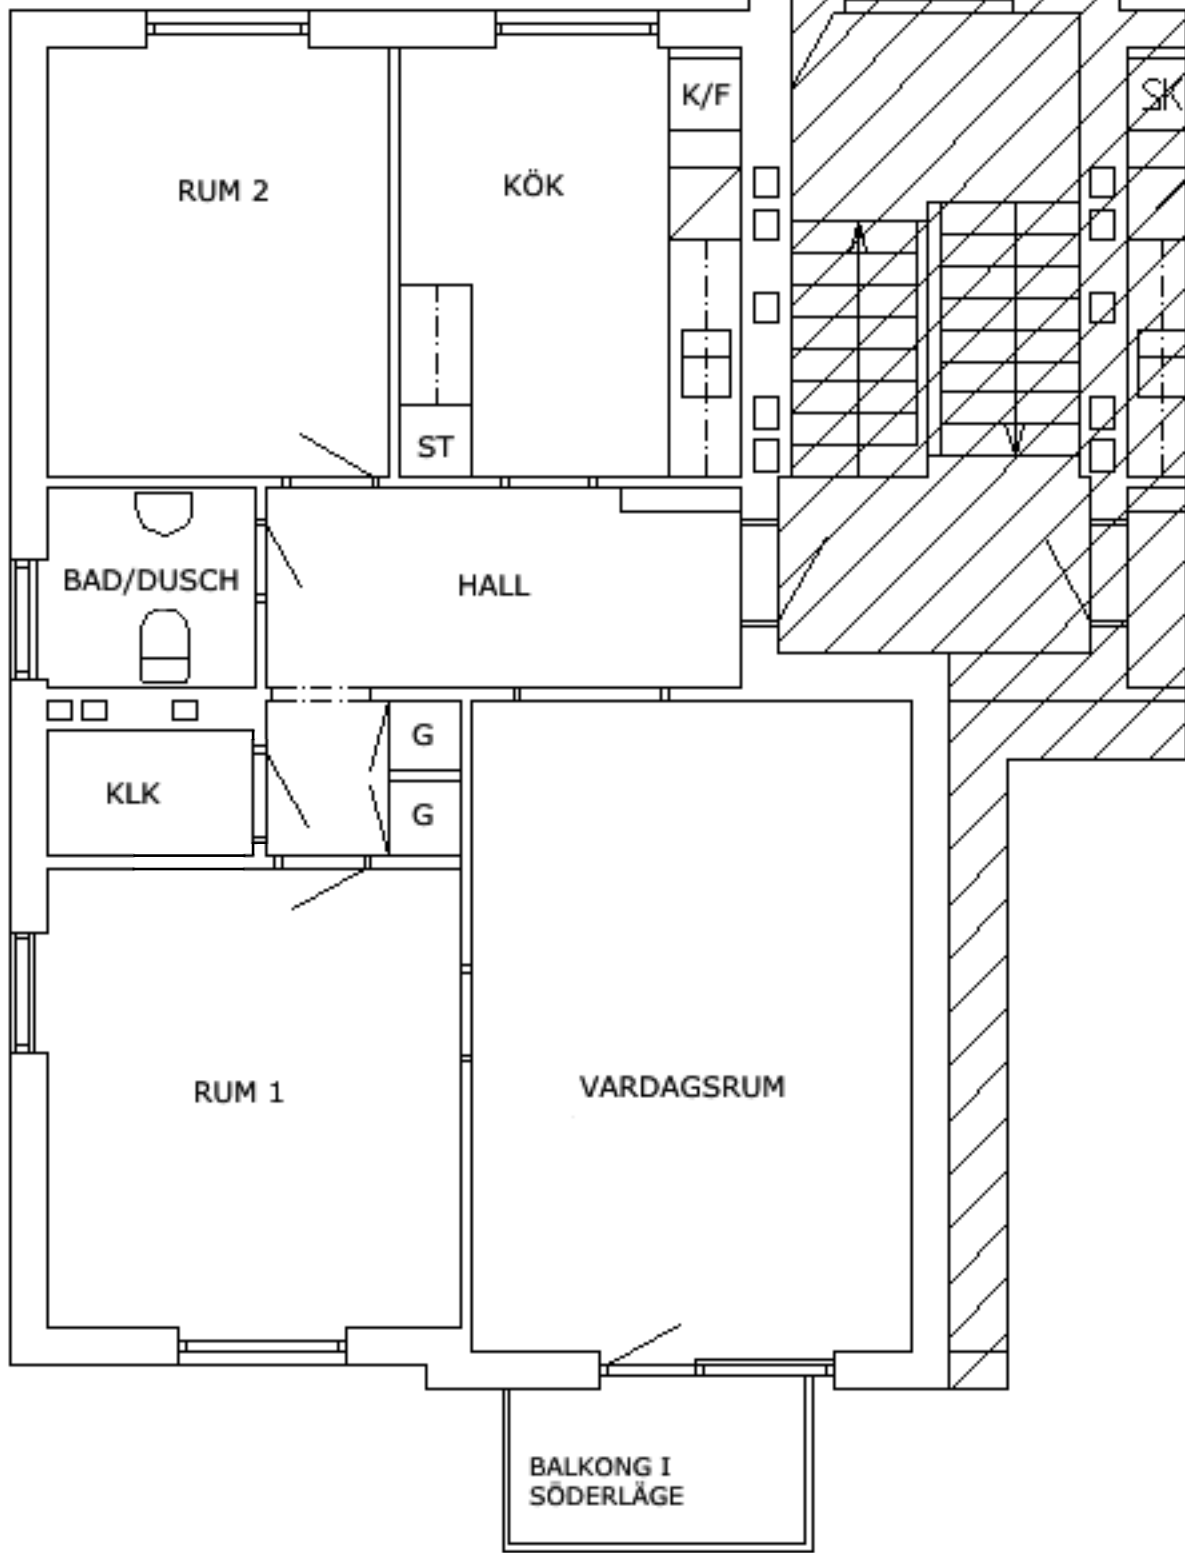 K/F
SK
RUM 2
KÖK
ST
BAD/DUSCH
HALL
G
KLK
G
RUM 1
VARDAGSRUM
BALKONG I
SÖDERLÄGE